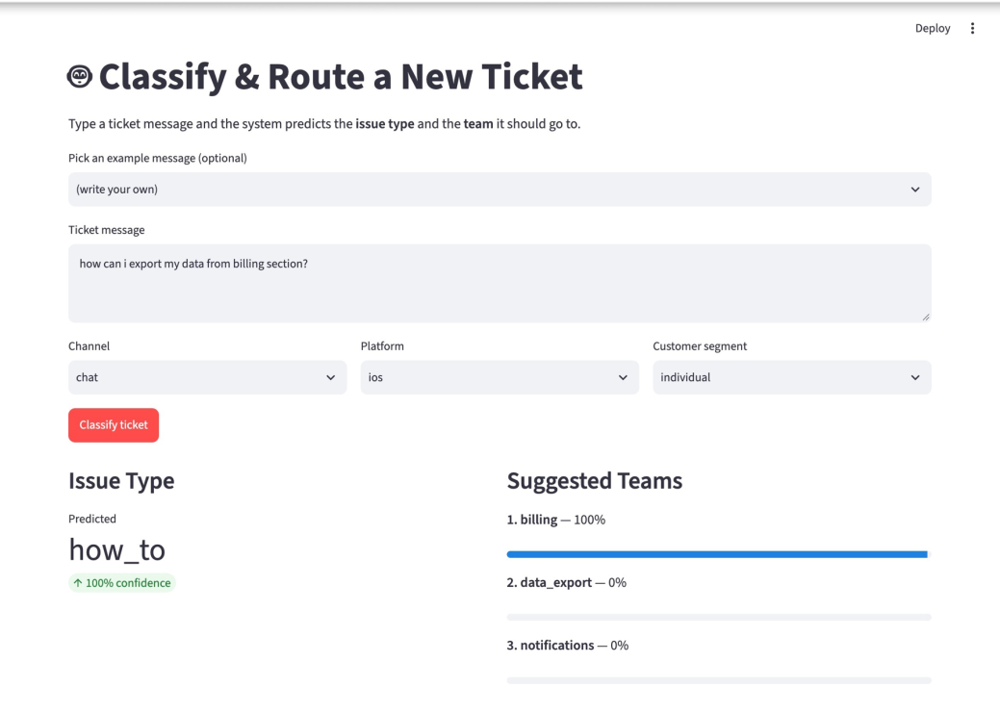 Deploy
Classify & Route a New Ticket
Type a ticket message and the system predicts the issue type and the team it should go to.
Pick an example message (optional)
(write your own)
Ticket message
how can i export my data from billing section?
Channel Platform Customer segment
chat ios individual
Classify ticket
Issue Type
Predicted
how_to
↑ 100% confidence
Suggested Teams
1. billing — 100%
2. data_export — 0%
3. notifications — 0%